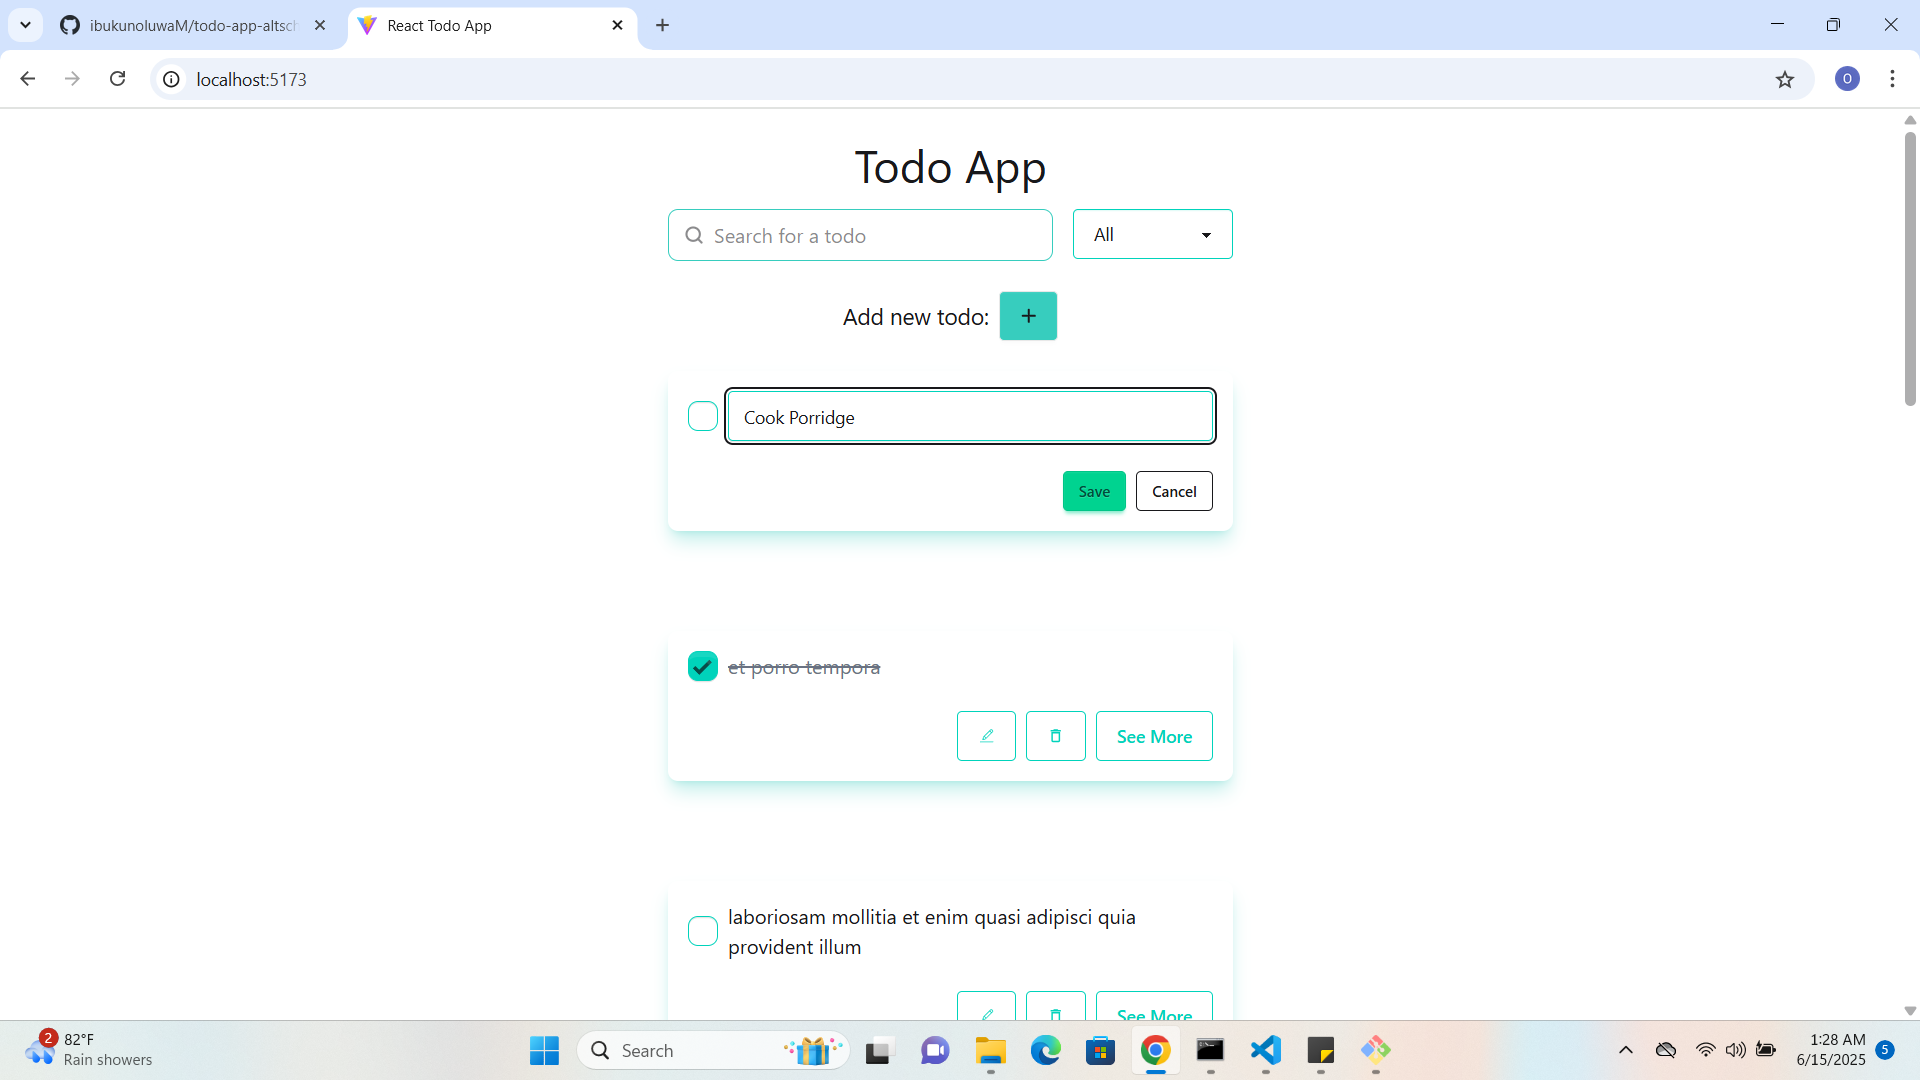 ibukunoluwaM/todo-app-altsch
React Todo App
localhost:5173
O
Todo App
Search for a todo
All
Add new todo:
+
Cook Porridge
Save
Cancel
et porro tempora
See More
laboriosam mollitia et enim quasi adipisci quia
provident illum
See More
2
82°F
Rain showers
Search
1:28 AM
6/15/2025
5